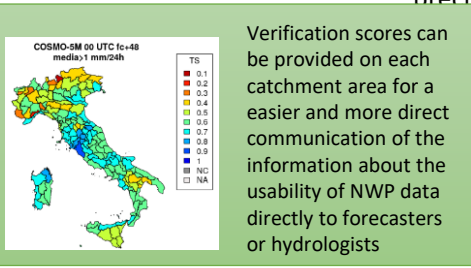 COSMO-5M 00 UTC fc+48
media>1 mm/24h
TS
0.1
0.2
0.3
0.4
0.5
0.6
0.7
0.8
0.9
1
NC
NA
Verification scores can
be provided on each
catchment area for a
easier and more direct
communication of the
information about the
usability of NWP data
directly to forecasters
or hydrologists